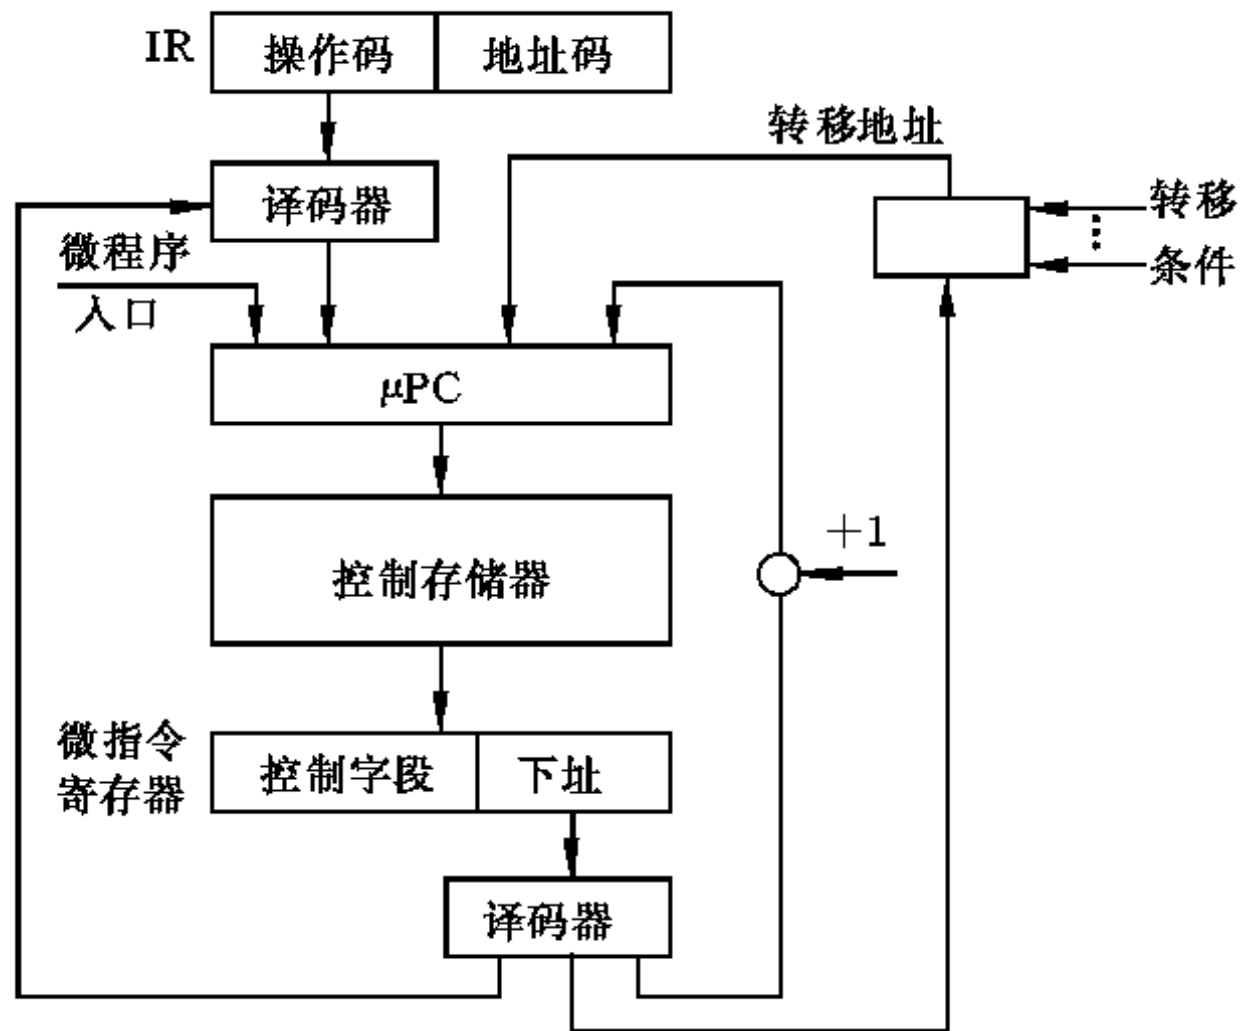 IR
操作码
地址码
转移地址
译码器
转移
⋮
条件
微程序
入口
μPC
+1
控制存储器
微指令
寄存器
控制字段
下址
译码器